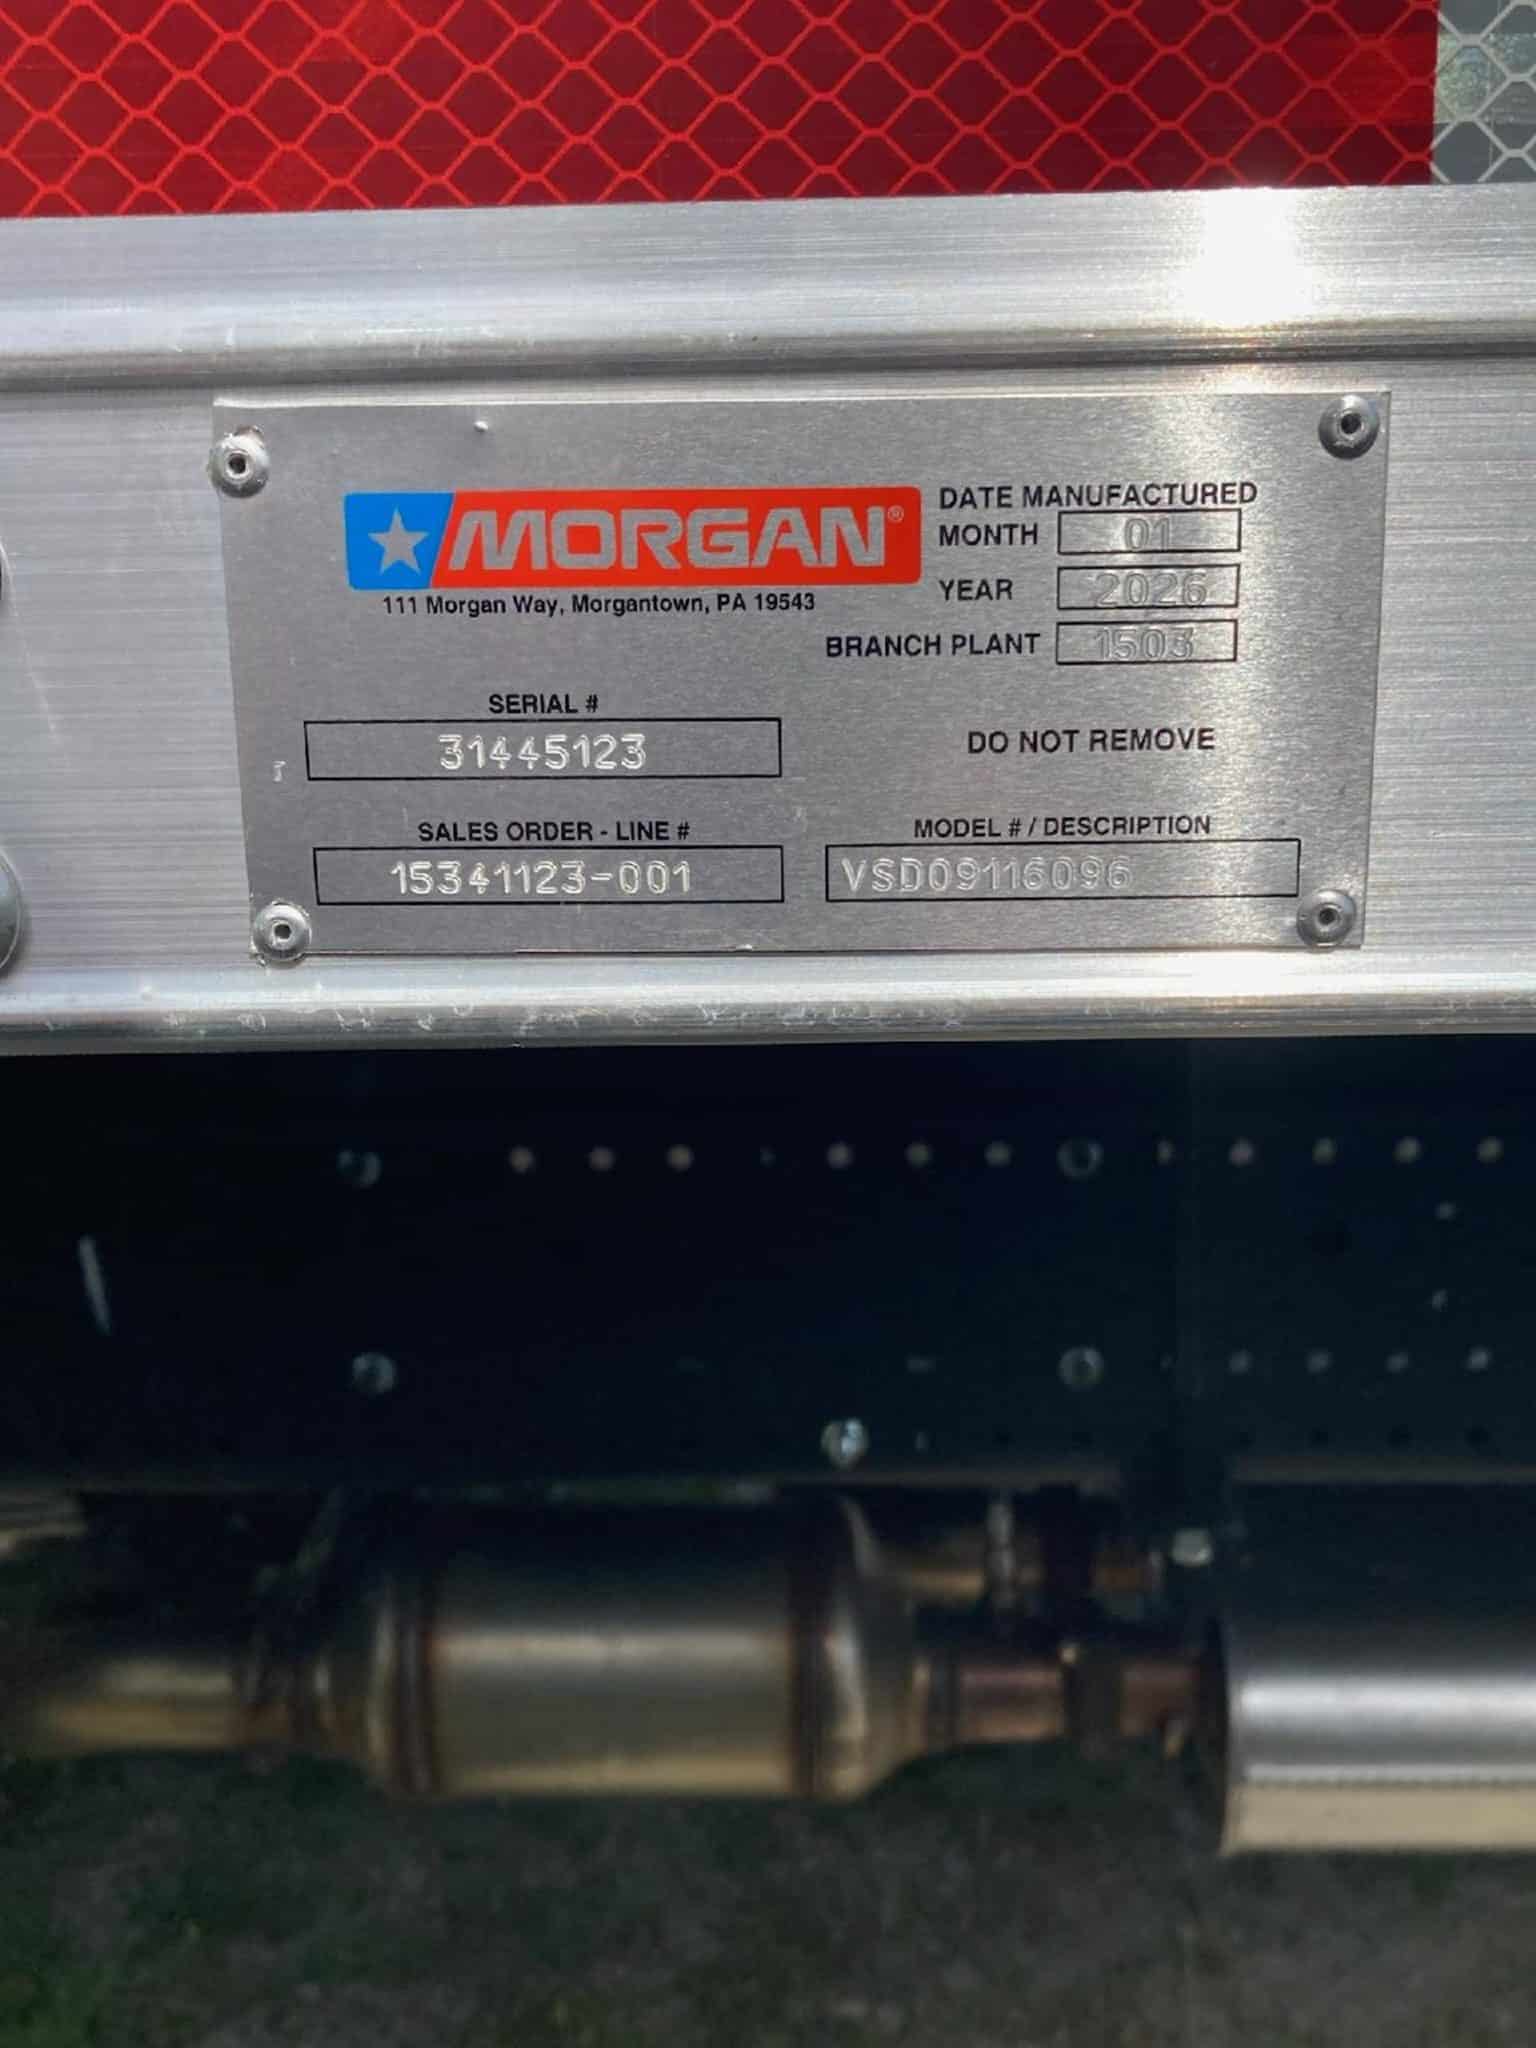 MORGAN®
111 Morgan Way, Morgantown, PA 19543
DATE MANUFACTURED
MONTH 01
YEAR 2026
BRANCH PLANT 1503
SERIAL #
31445123
DO NOT REMOVE
SALES ORDER - LINE #
15341123-001
MODEL # / DESCRIPTION
VSD09116096